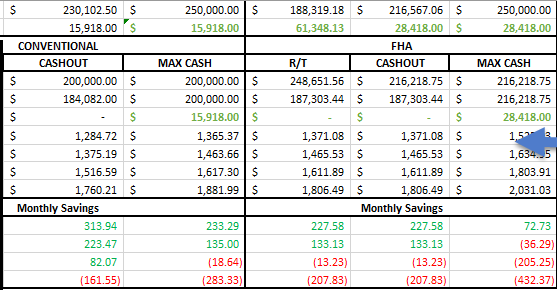 $ 230,102.50 $ 250,000.00 $ 188,319.18 $ 216,567.06 $ 250,000.00
15,918.00 $ 15,918.00 61,348.13 $ 28,418.00 $ 28,418.00
CONVENTIONAL FHA
CASHOUT MAX CASH R/T CASHOUT MAX CASH
$ 200,000.00 $ 200,000.00 $ 248,651.56 $ 216,218.75 $ 216,218.75
$ 184,082.00 $ 200,000.00 $ 187,303.44 $ 187,303.44 $ 216,218.75
$ - $ 15,918.00 $ - $ - $ 28,418.00
$ 1,284.72 $ 1,365.37 $ 1,371.08 $ 1,371.08 $
$ 1,375.19 $ 1,463.66 $ 1,465.53 $ 1,465.53 $
$ 1,516.59 $ 1,617.30 $ 1,611.89 $ 1,611.89 $ 1,803.91
$ 1,760.21 $ 1,881.99 $ 1,806.49 $ 1,806.49 $ 2,031.03
Monthly Savings Monthly Savings
313.94 233.29 227.58 227.58 72.73
223.47 135.00 133.13 133.13 (36.29)
82.07 (18.64) (13.23) (13.23) (205.25)
(161.55) (283.33) (207.83) (207.83) (432.37)